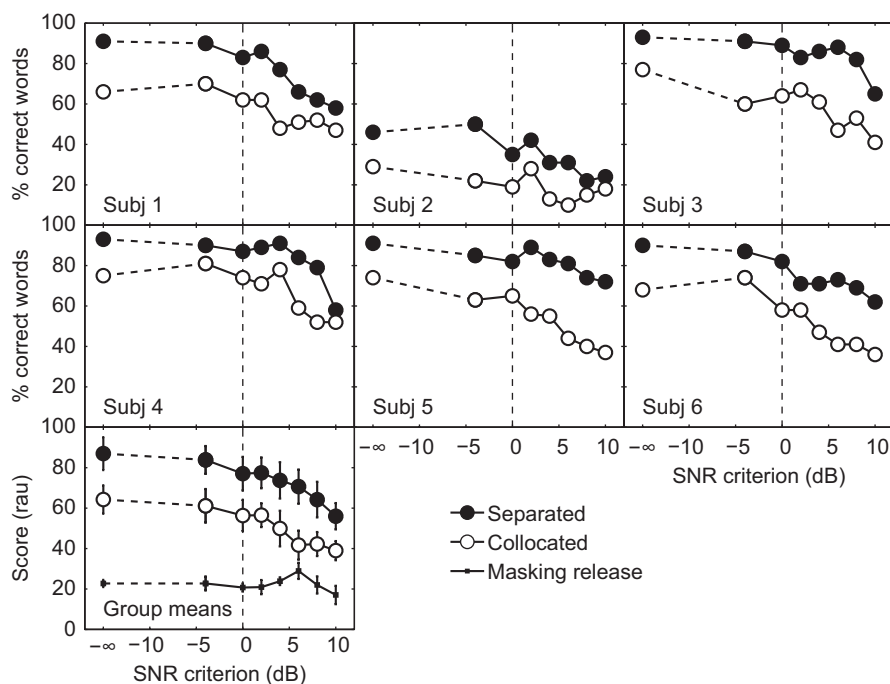 100
80
60
40
20
% correct words
Subj 1
Subj 2
Subj 3
100
80
60
40
20
% correct words
Subj 4
Subj 5
Subj 6
100
80
60
40
20
0
Score (rau)
Group means
−∞ −10 −5 0 5 10
SNR criterion (dB)
−∞ −10 −5 0 5 10
−∞ −10 −5 0 5 10
SNR criterion (dB)
Separated
Collocated
Masking release